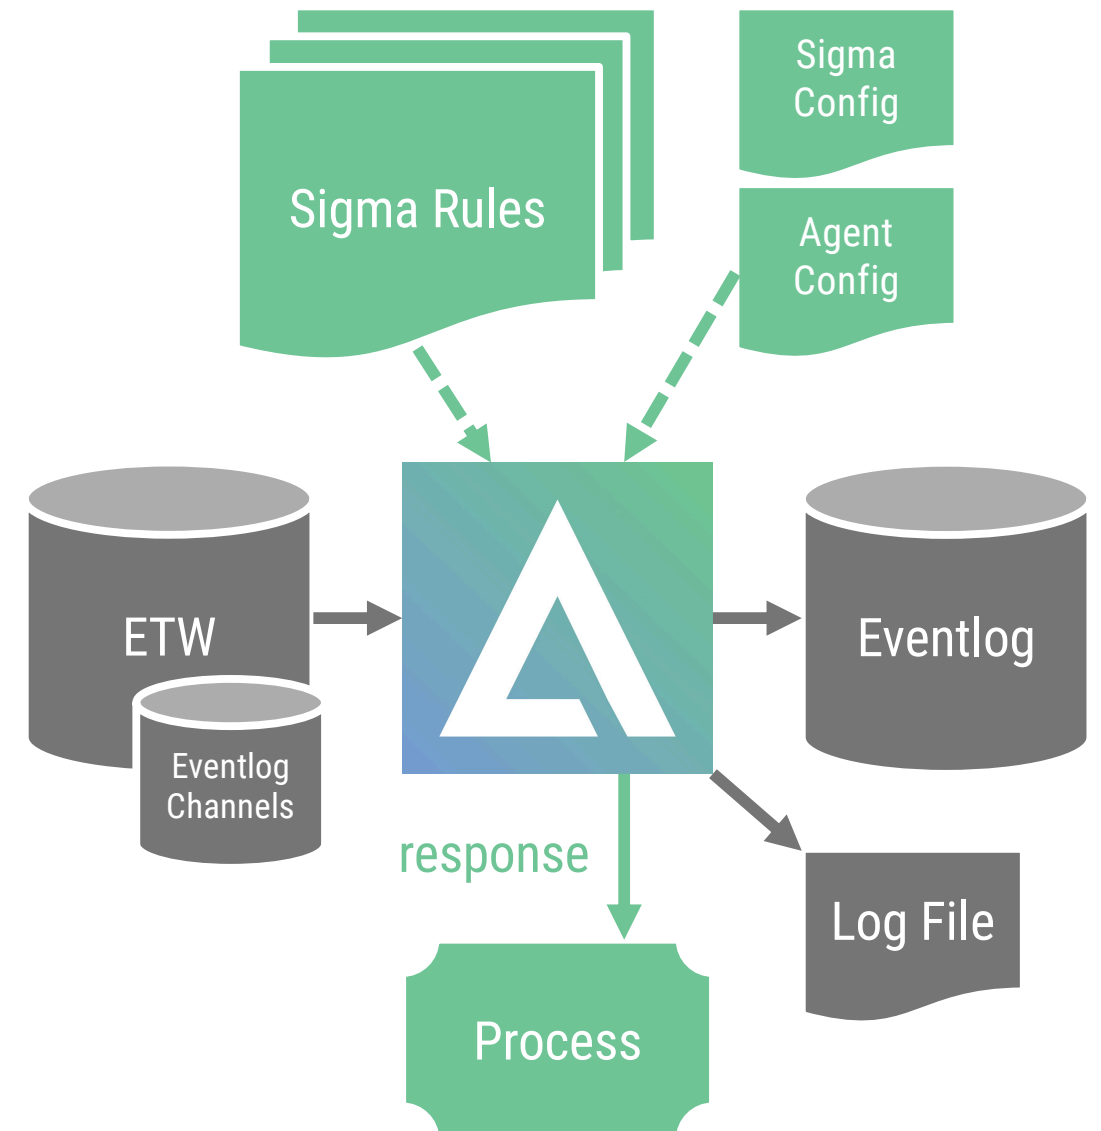 Sigma
Config
Sigma Rules
Agent
Config
ETW
Eventlog
Eventlog
Channels
response
Log File
Process